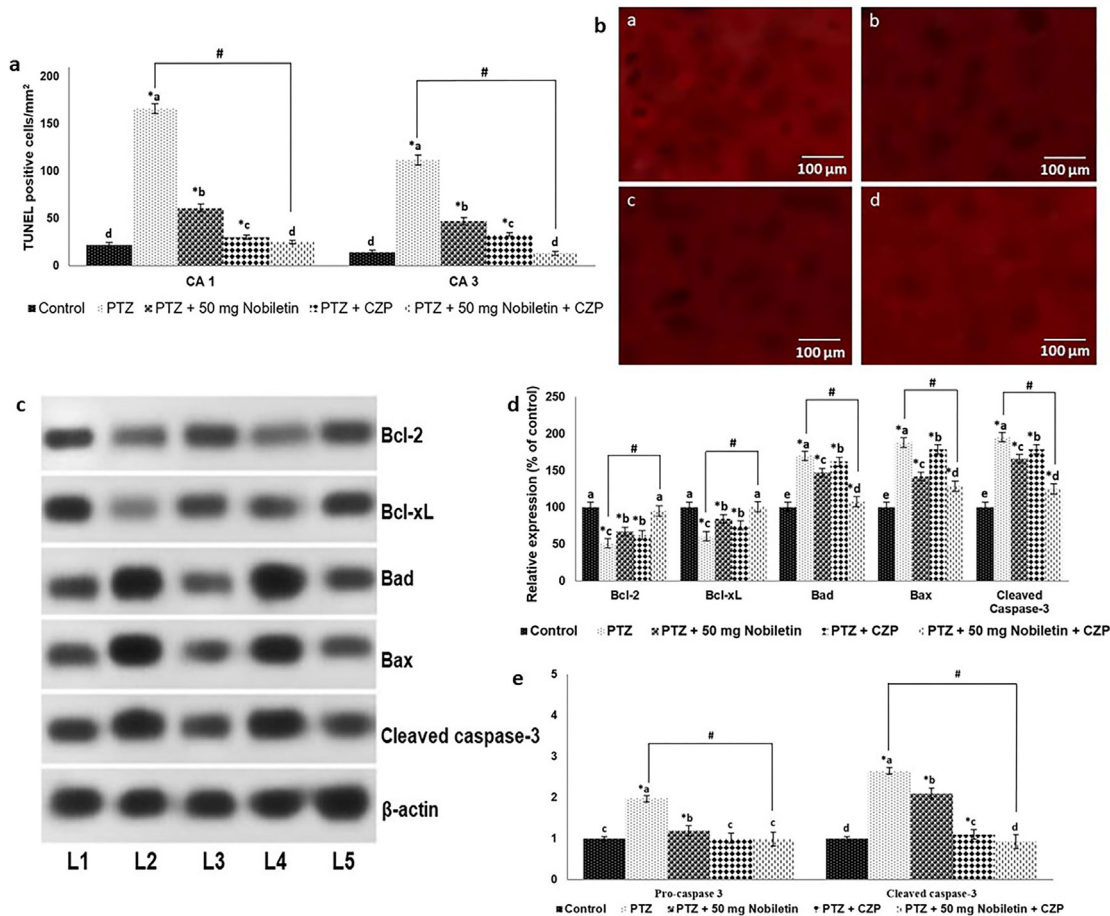 a
TUNEL positive cells/mm²
200
150
100
50
0
#
#
*a
*b
*c
d
d
*a
*b
*c
d
d
CA 1
CA 3
Control PTZ PTZ + 50 mg Nobiletin PTZ + CZP PTZ + 50 mg Nobiletin + CZP
b
a
100 µm
b
100 µm
c
100 µm
d
100 µm
c
Bcl-2
Bcl-xL
Bad
Bax
Cleaved caspase-3
β-actin
L1 L2 L3 L4 L5
d
Relative expression (% of control)
250
200
150
100
50
0
# # # # #
a *c *b *b a
a *c *b *b a
e *a *c *b *d
e *a *c *b *d
e *a *c *b *d
Bcl-2 Bcl-xL Bad Bax Cleaved
Caspase-3
Control PTZ PTZ + 50 mg Nobiletin PTZ + CZP PTZ + 50 mg Nobiletin + CZP
e
5
4
3
2
1
0
# #
c *a *b c c
d *a *b *c d
Pro-caspase 3 Cleaved caspase-3
Control PTZ PTZ + 50 mg Nobiletin PTZ + CZP PTZ + 50 mg Nobiletin + CZP